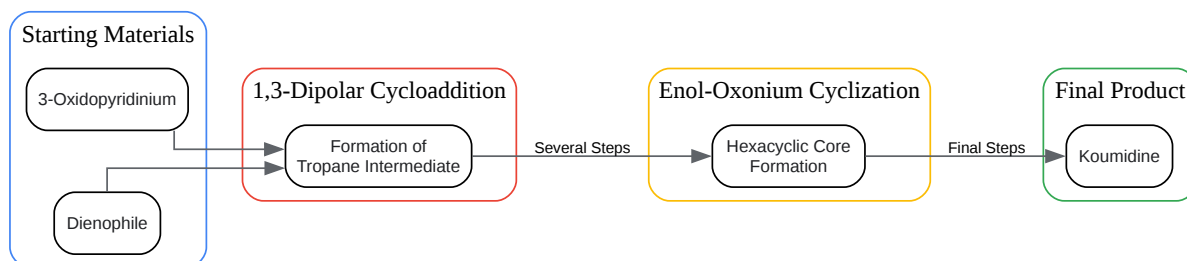 Starting Materials
3-Oxidopyridinium
Dienophile
1,3-Dipolar Cycloaddition
Formation of
Tropane Intermediate
Several Steps
Enol-Oxonium Cyclization
Hexacyclic Core
Formation
Final Steps
Final Product
Koumidine